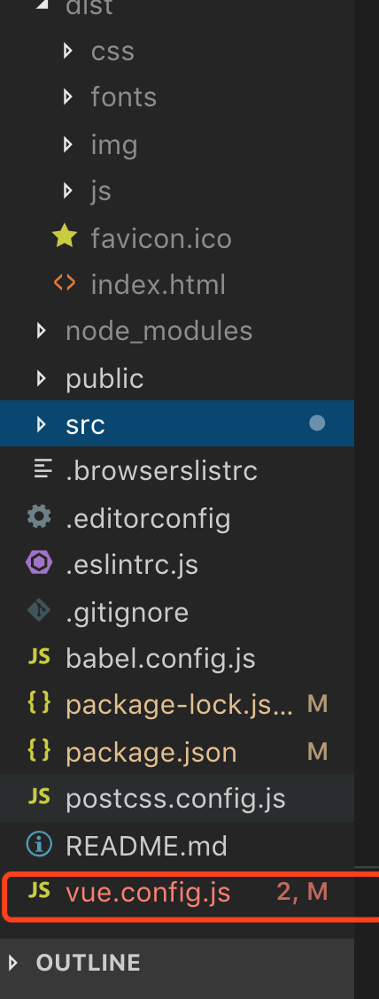 dist
css
fonts
img
js
favicon.ico
<> index.html
node_modules
public
src
.browserslistrc
.editorconfig
.eslintrc.js
.gitignore
JS babel.config.js
{} package-lock.js... M
{} package.json M
JS postcss.config.js
README.md
JS vue.config.js 2, M
OUTLINE